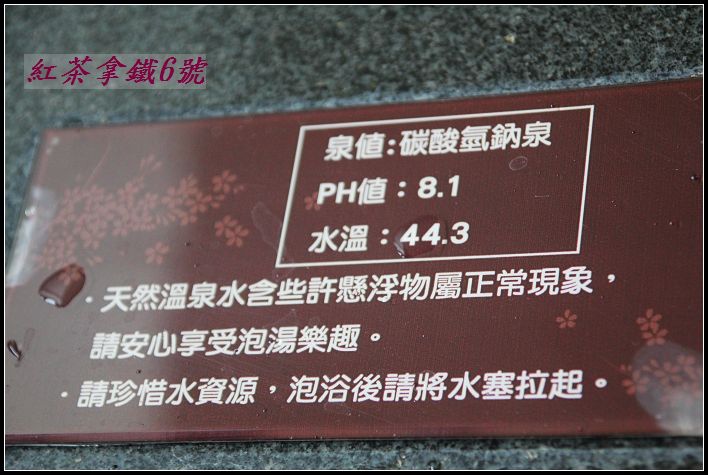 紅茶拿鐵6號
泉值:碳酸氫鈉泉
PH值：8.1
水溫：44.3
·天然溫泉水含些許懸浮物屬正常現象，
請安心享受泡湯樂趣。
·請珍惜水資源，泡浴後請將水塞拉起。